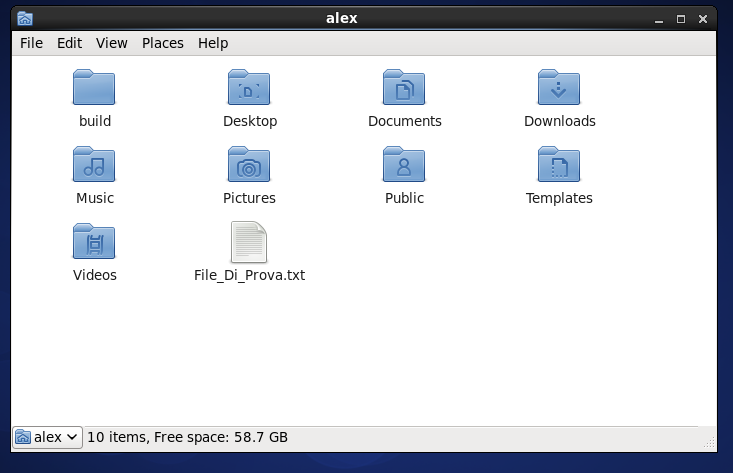 alex
File Edit View Places Help
build Desktop Documents Downloads
Music Pictures Public Templates
Videos File_Di_Prova.txt
alex 10 items, Free space: 58.7 GB